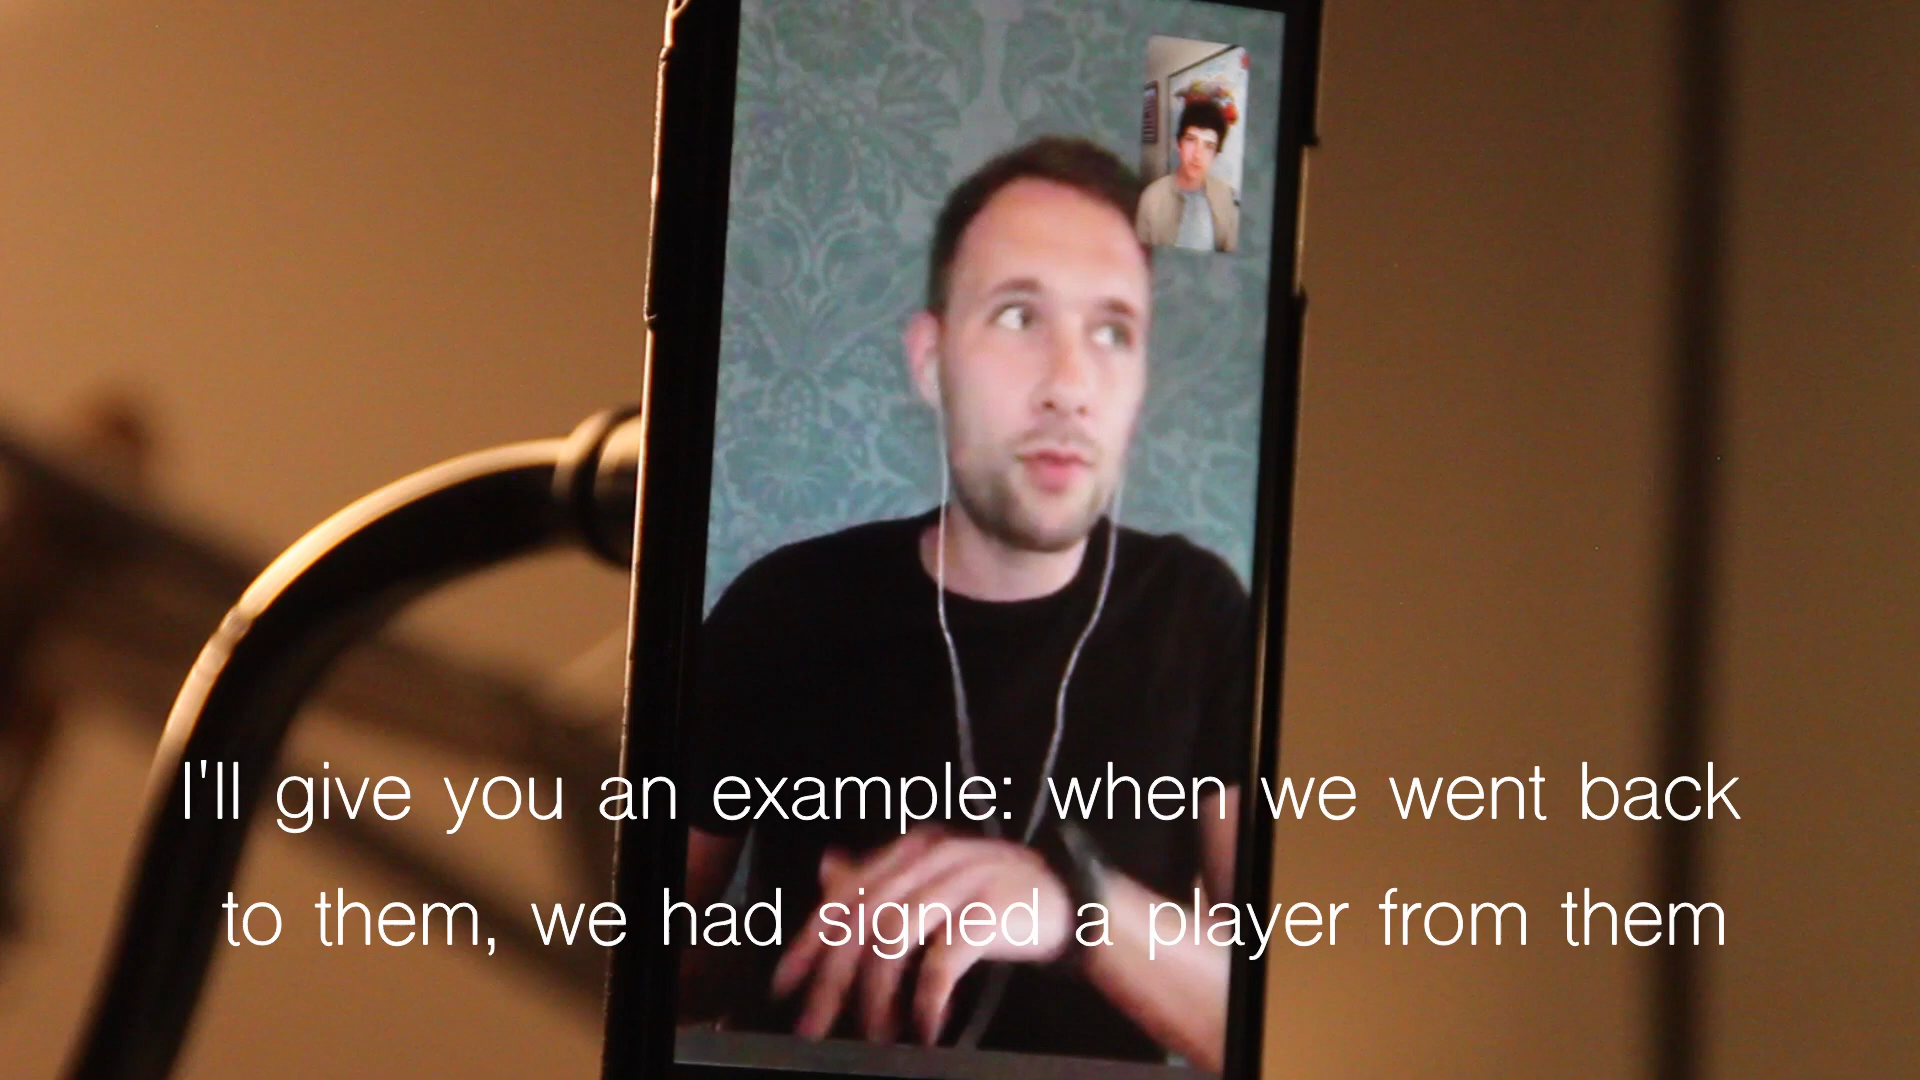 I'll give you an example: when we went back
to them, we had signed a player from them